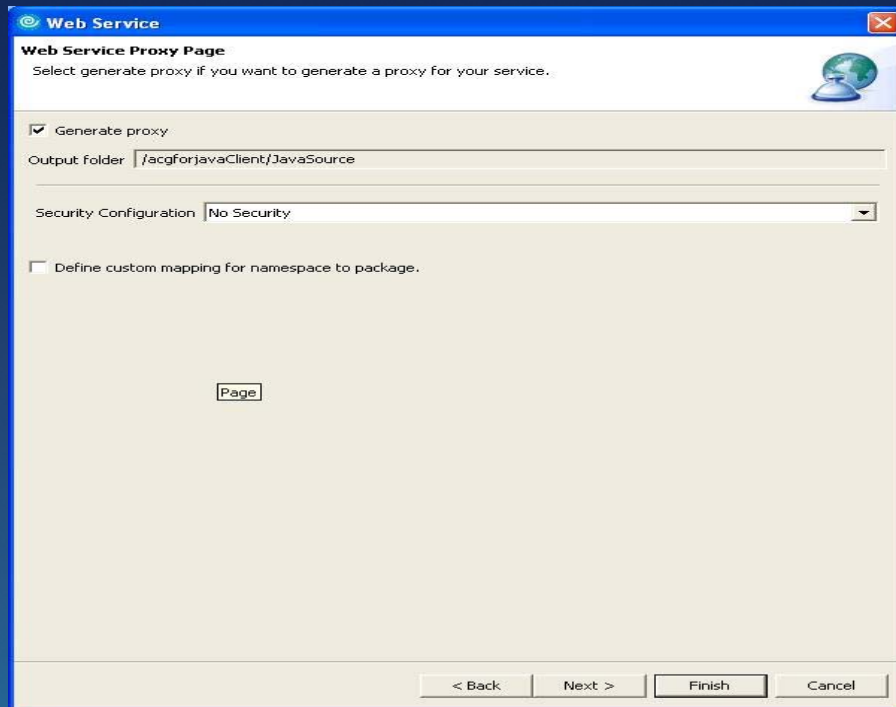 Web Service
Web Service Proxy Page
Select generate proxy if you want to generate a proxy for your service.
Generate proxy
Output folder /acgforjavaClient/JavaSource
Security Configuration No Security
Define custom mapping for namespace to package.
Page
< Back Next > Finish Cancel